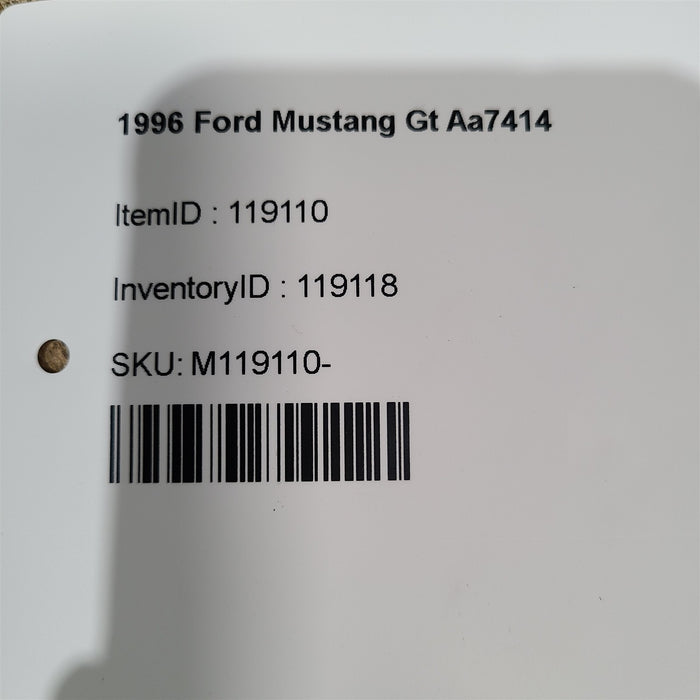 1996 Ford Mustang Gt Aa7414
ItemID : 119110
InventoryID : 119118
SKU: M119110-